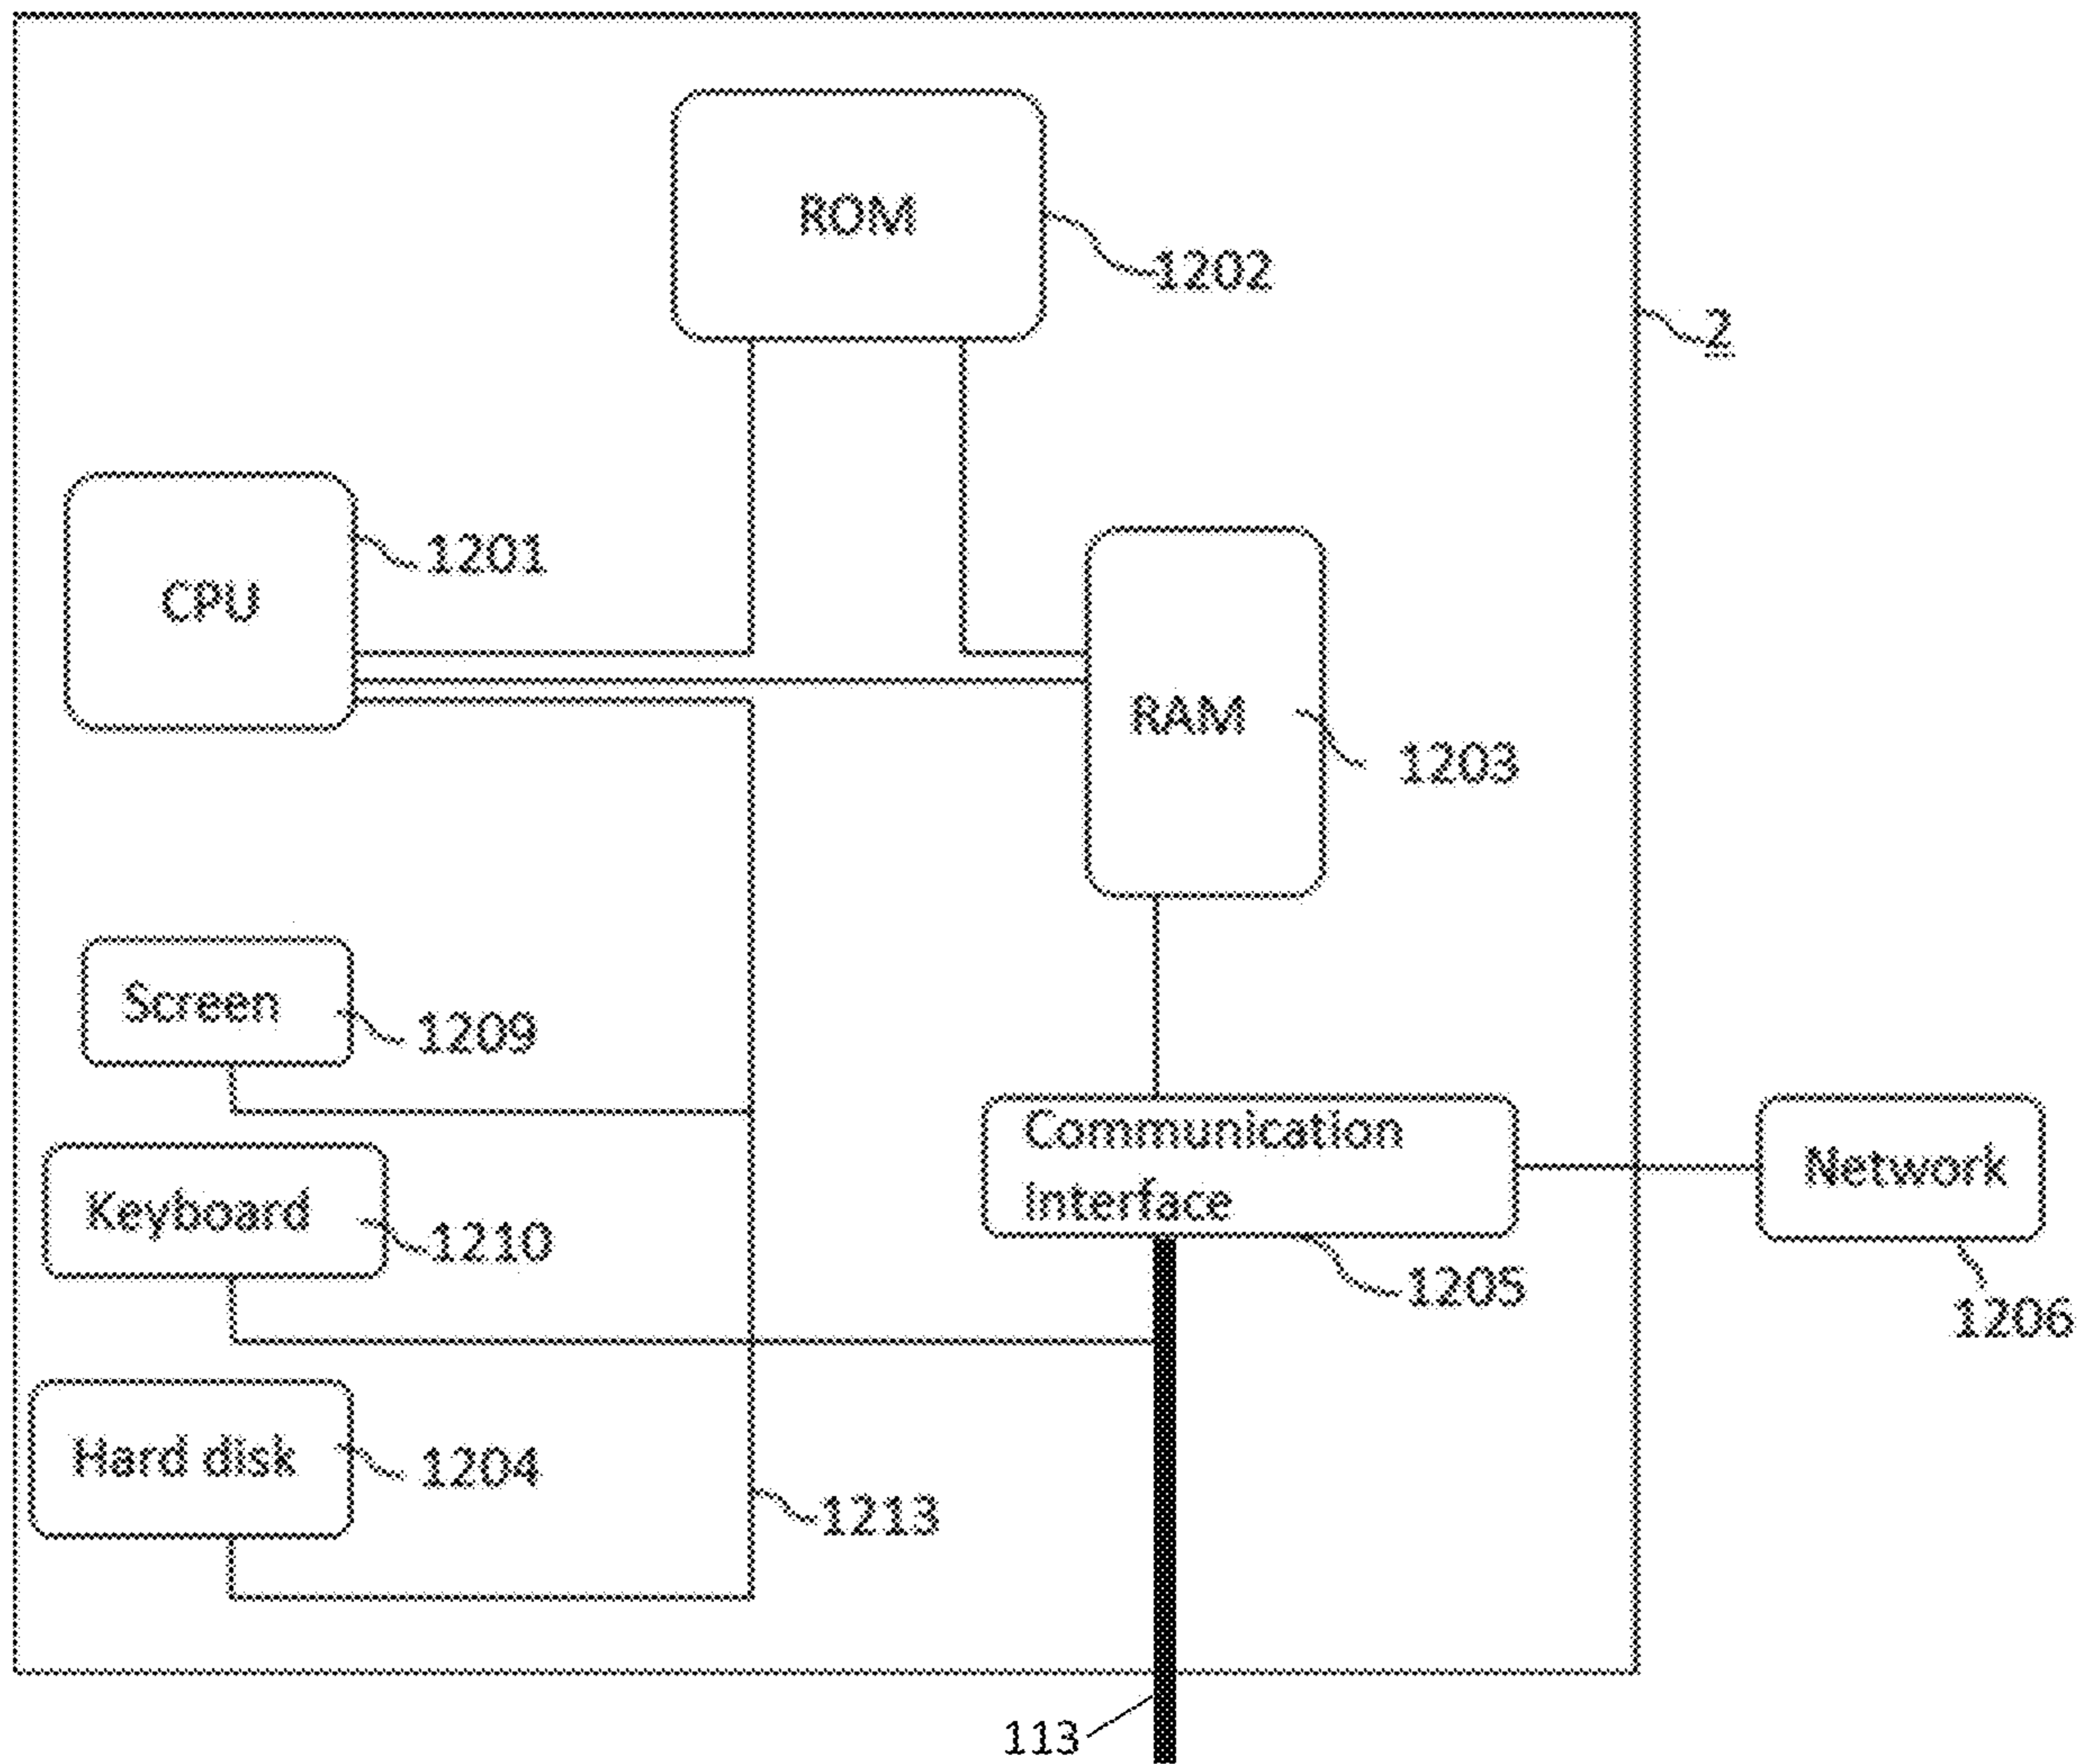 ROM
1202
2
CPU
1201
RAM
1203
Screen
1209
Communication
Interface
Network
Keyboard
1210
1205
1206
Hard disk
1204
1213
113